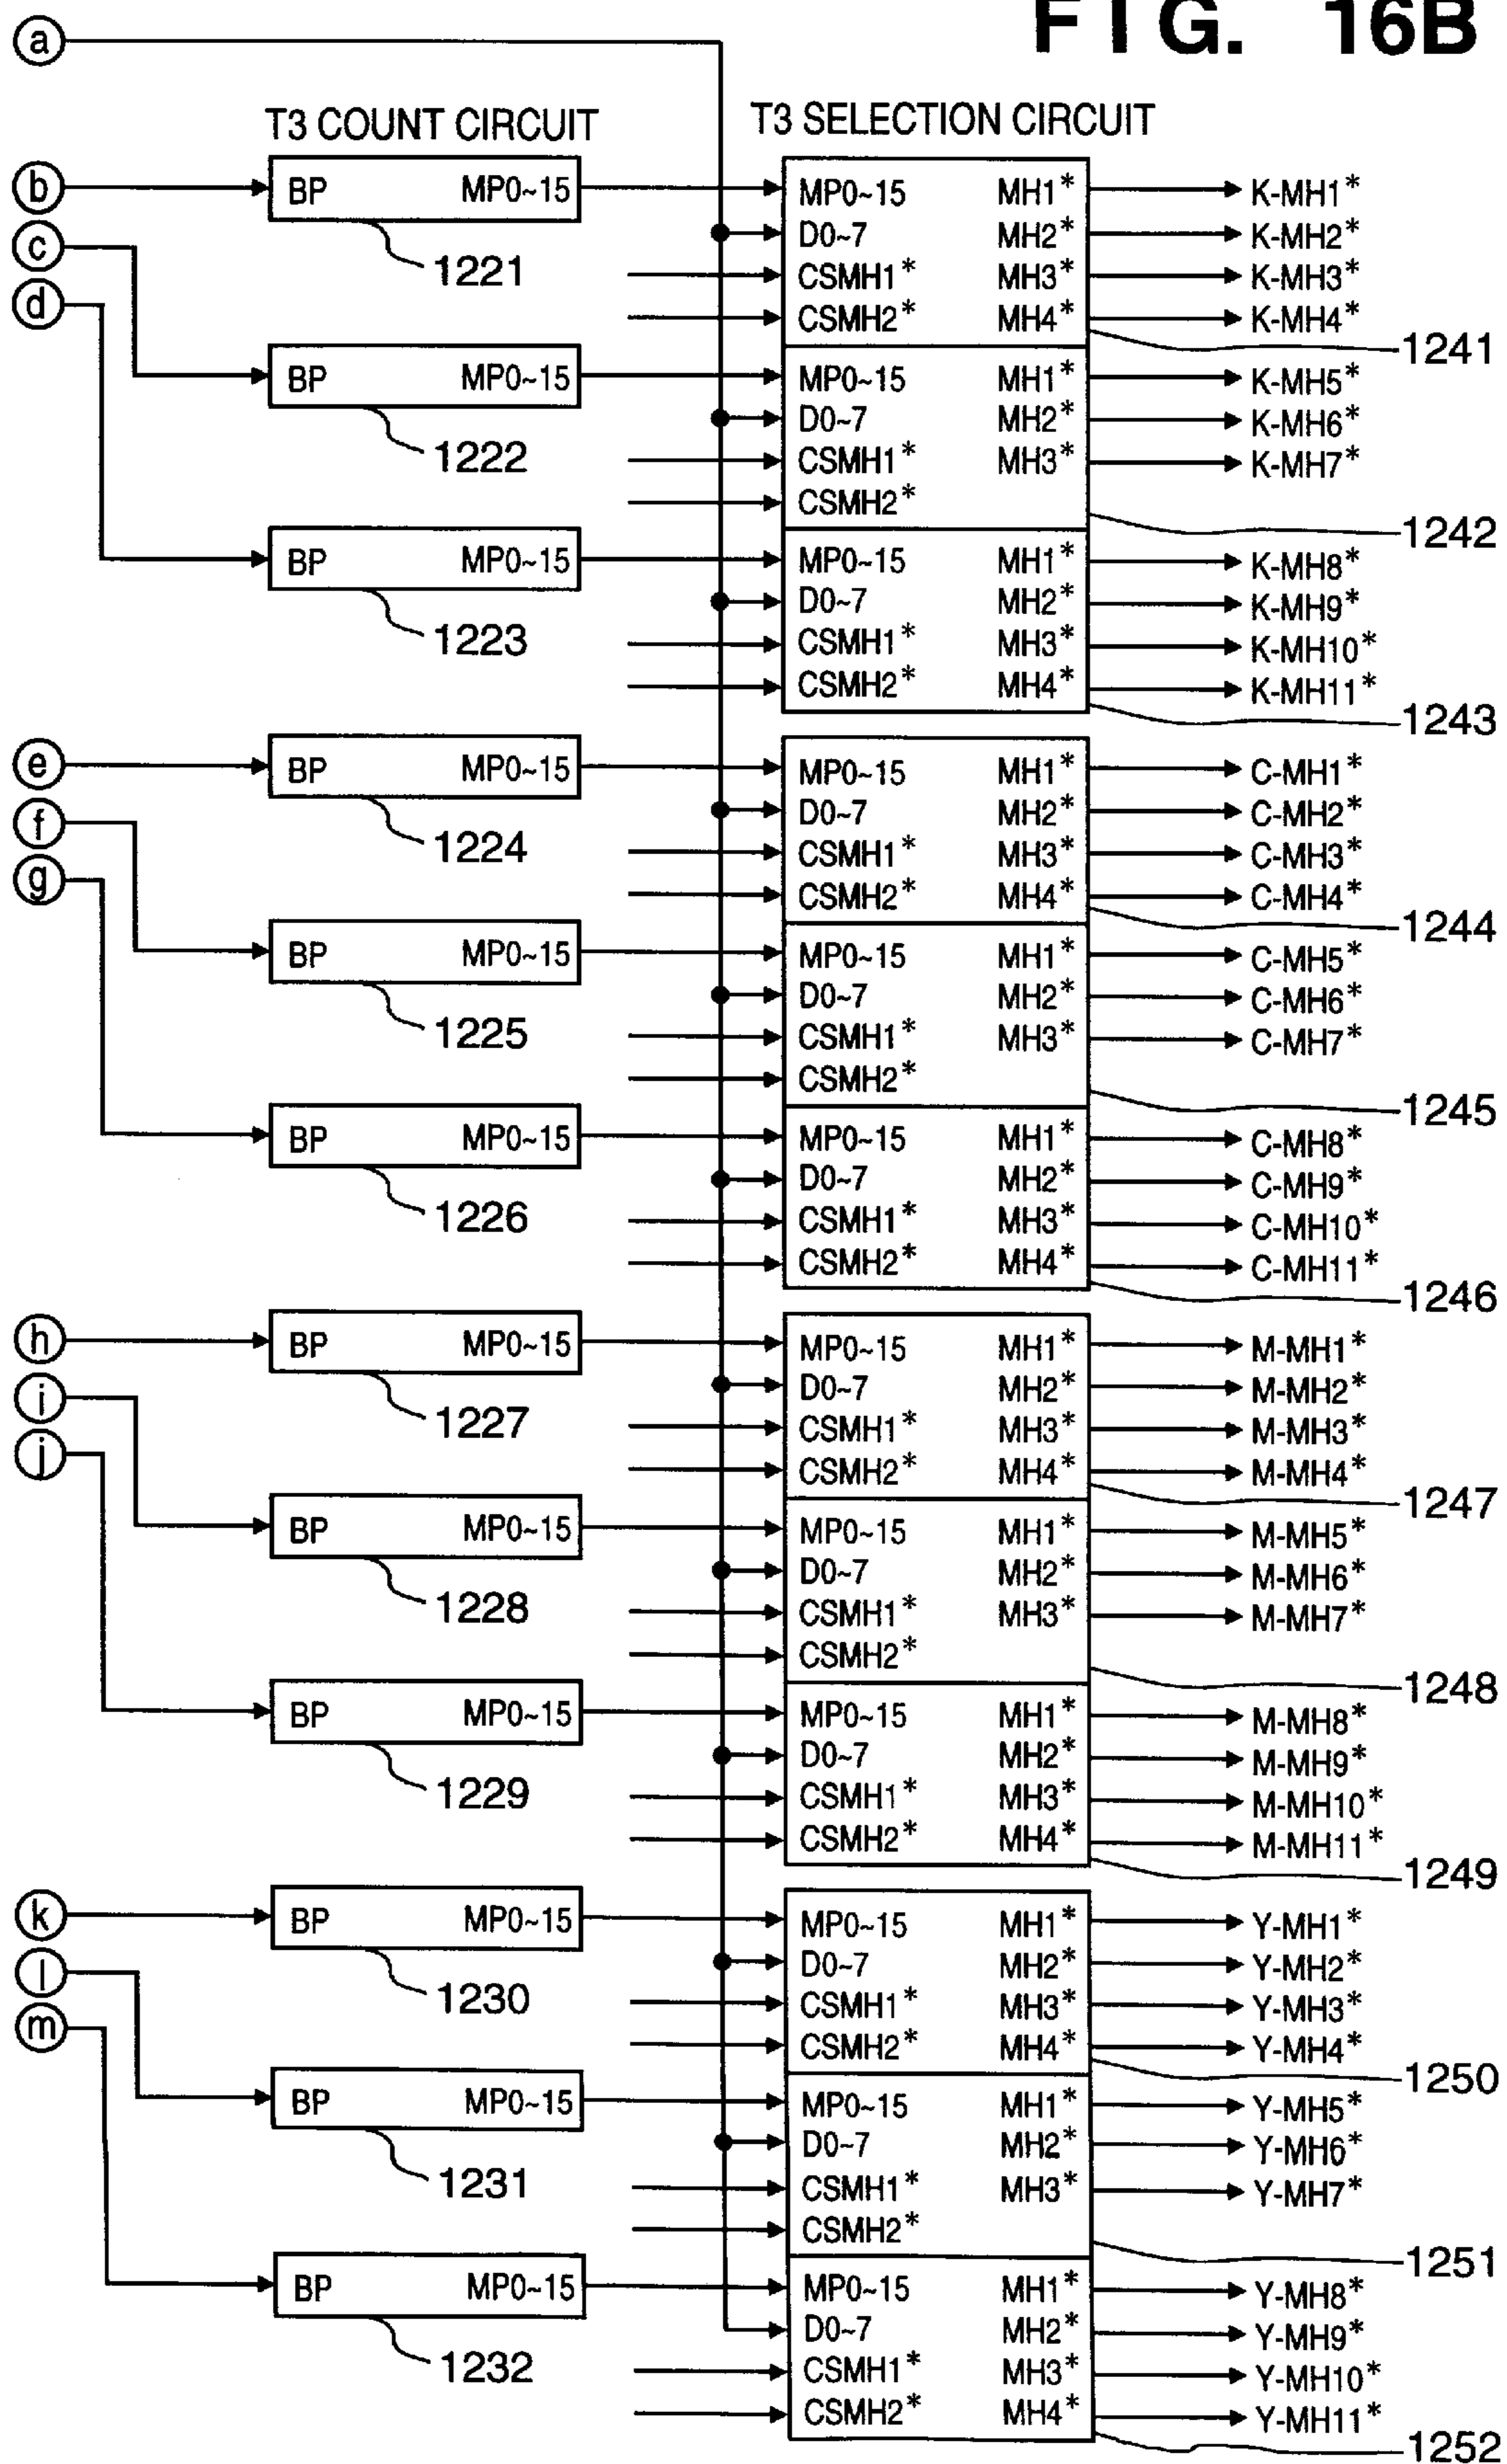 FIG. 16B
a
T3 COUNT CIRCUIT T3 SELECTION CIRCUIT
b BP MP0~15 MP0~15 MH1* K-MH1*
c D0~7 MH2* K-MH2*
1221 CSMH1* MH3* K-MH3*
d CSMH2* MH4* K-MH4*
1241
BP MP0~15 MP0~15 MH1* K-MH5*
D0~7 MH2* K-MH6*
1222 CSMH1* MH3* K-MH7*
CSMH2*
1242
BP MP0~15 MP0~15 MH1* K-MH8*
D0~7 MH2* K-MH9*
1223 CSMH1* MH3* K-MH10*
CSMH2* MH4* K-MH11*
1243
e BP MP0~15 MP0~15 MH1* C-MH1*
f D0~7 MH2* C-MH2*
1224 CSMH1* MH3* C-MH3*
g CSMH2* MH4* C-MH4*
1244
BP MP0~15 MP0~15 MH1* C-MH5*
D0~7 MH2* C-MH6*
1225 CSMH1* MH3* C-MH7*
CSMH2*
1245
BP MP0~15 MP0~15 MH1* C-MH8*
D0~7 MH2* C-MH9*
1226 CSMH1* MH3* C-MH10*
CSMH2* MH4* C-MH11*
1246
h BP MP0~15 MP0~15 MH1* M-MH1*
i D0~7 MH2* M-MH2*
1227 CSMH1* MH3* M-MH3*
j CSMH2* MH4* M-MH4*
1247
BP MP0~15 MP0~15 MH1* M-MH5*
D0~7 MH2* M-MH6*
1228 CSMH1* MH3* M-MH7*
CSMH2*
1248
BP MP0~15 MP0~15 MH1* M-MH8*
D0~7 MH2* M-MH9*
1229 CSMH1* MH3* M-MH10*
CSMH2* MH4* M-MH11*
1249
k BP MP0~15 MP0~15 MH1* Y-MH1*
l D0~7 MH2* Y-MH2*
1230 CSMH1* MH3* Y-MH3*
m CSMH2* MH4* Y-MH4*
1250
BP MP0~15 MP0~15 MH1* Y-MH5*
D0~7 MH2* Y-MH6*
1231 CSMH1* MH3* Y-MH7*
CSMH2*
1251
BP MP0~15 MP0~15 MH1* Y-MH8*
D0~7 MH2* Y-MH9*
1232 CSMH1* MH3* Y-MH10*
CSMH2* MH4* Y-MH11*
1252